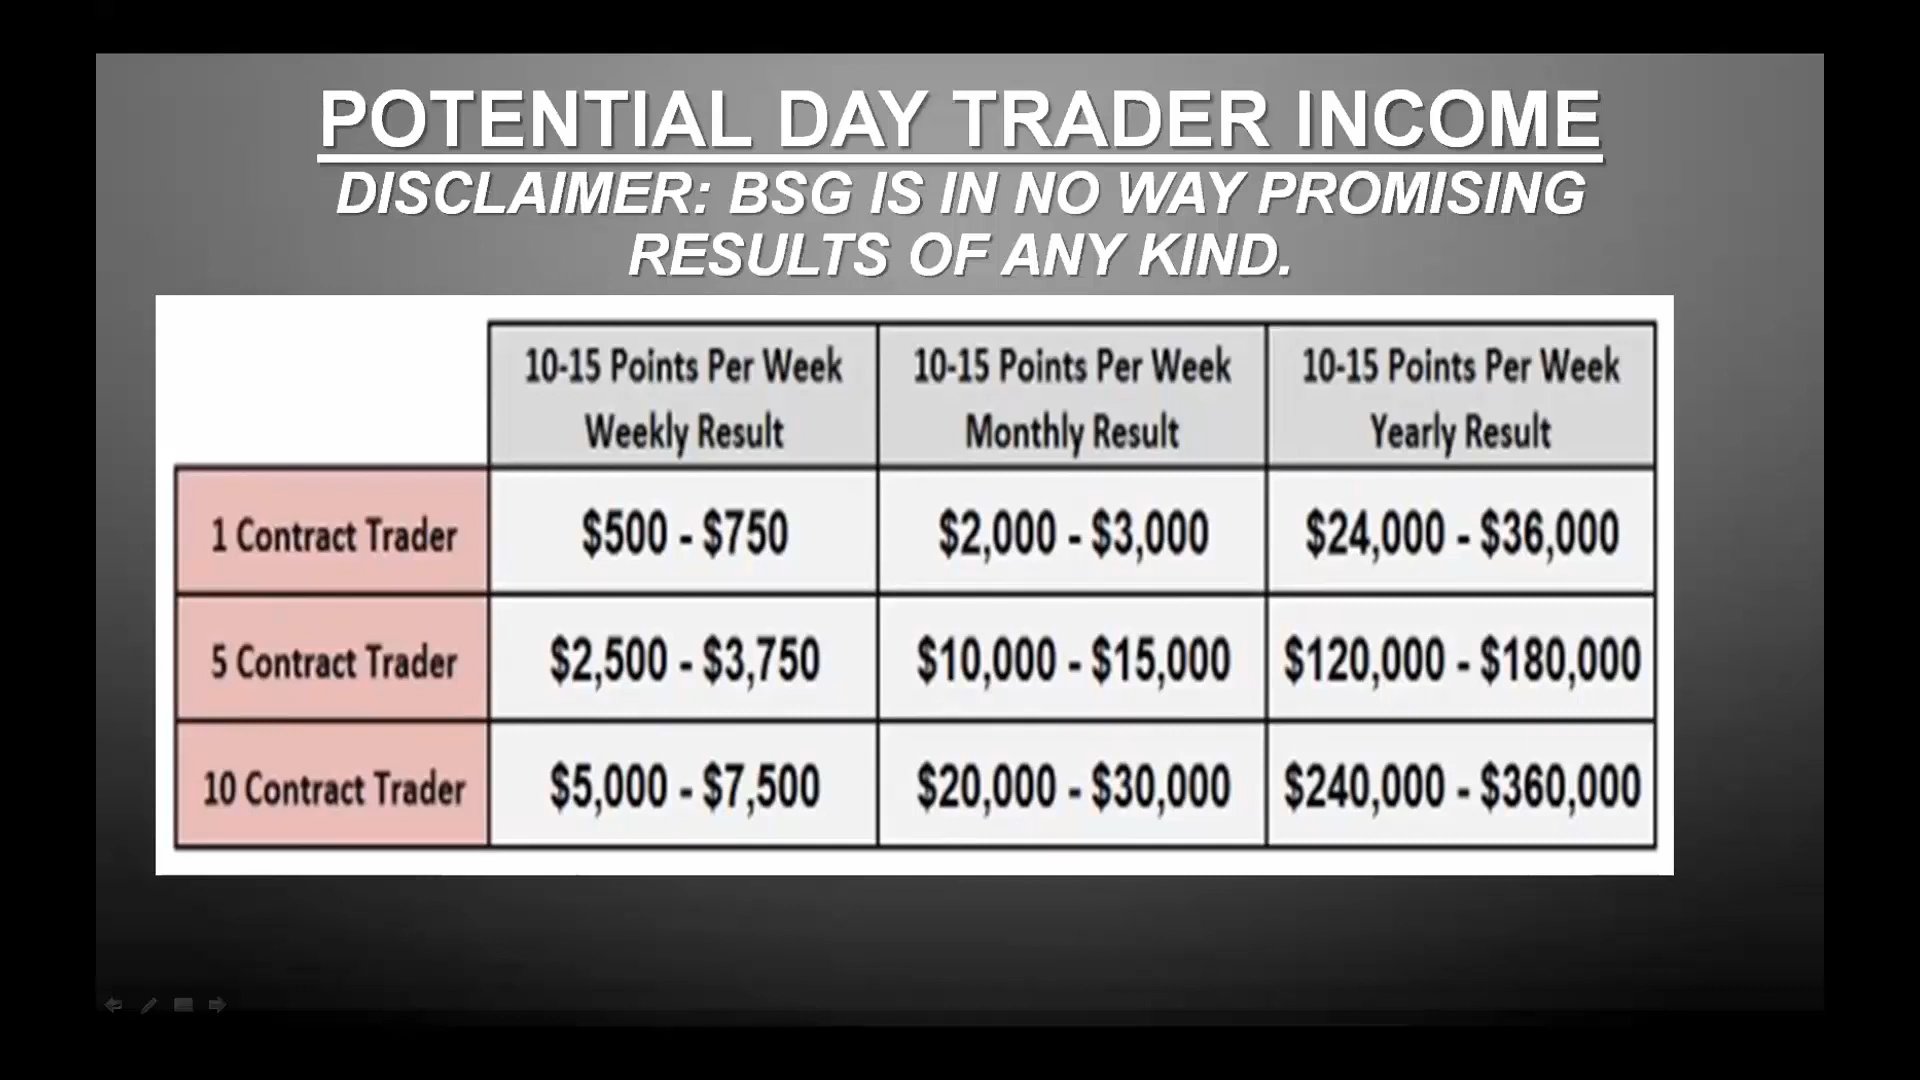 POTENTIAL DAY TRADER INCOME
DISCLAIMER: BSG IS IN NO WAY PROMISING
RESULTS OF ANY KIND.
10-15 Points Per Week
Weekly Result
10-15 Points Per Week
Monthly Result
10-15 Points Per Week
Yearly Result
1 Contract Trader
$500 - $750
$2,000 - $3,000
$24,000 - $36,000
5 Contract Trader
$2,500 - $3,750
$10,000 - $15,000
$120,000 - $180,000
10 Contract Trader
$5,000 - $7,500
$20,000 - $30,000
$240,000 - $360,000